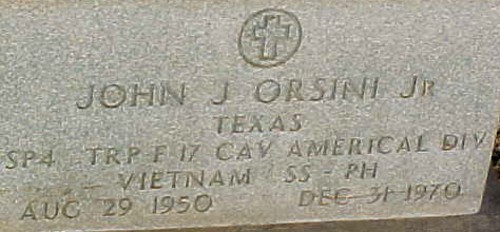 JOHN J ORSINI JR
TEXAS
SP4 TRP F 17 CAV AMERICAL DIV
VIETNAM SS - PH
AUG 29 1950 DEC 31 1970